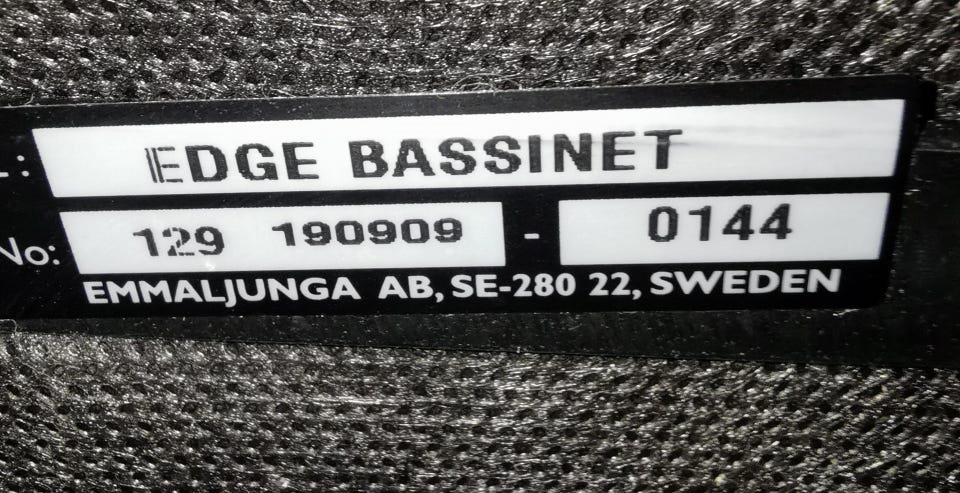 : EDGE BASSINET
No: 129 190909 - 0144
EMMALJUNGA AB, SE-280 22, SWEDEN